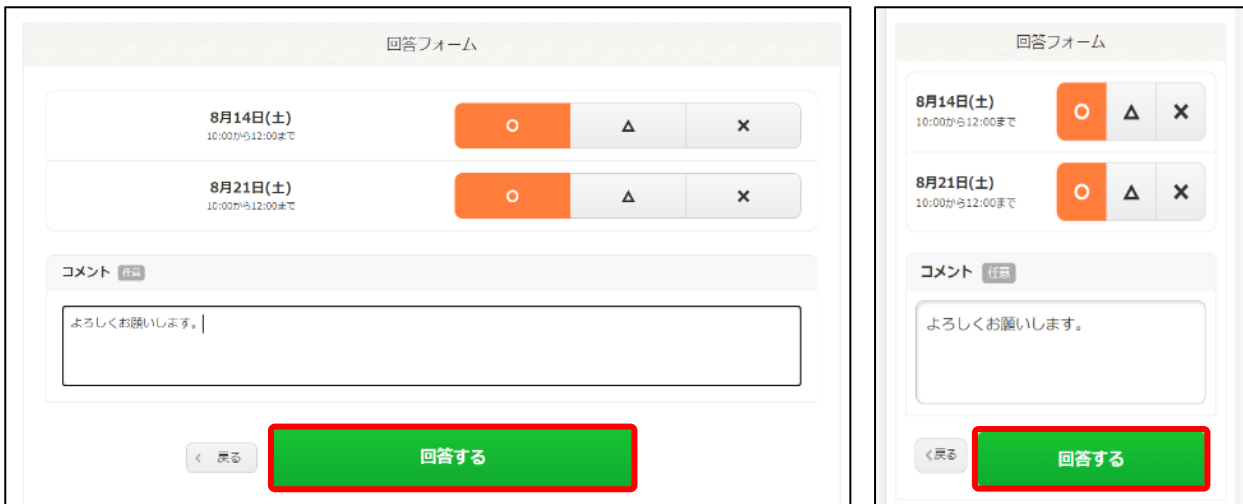 回答フォーム
8月14日(土)
10:00から12:00まで
○ △ ×
8月21日(土)
10:00から12:00まで
○ △ ×
コメント 任意
よろしくお願いします。
< 戻る 回答する
回答フォーム
8月14日(土)
10:00から12:00まで
○ △ ×
8月21日(土)
10:00から12:00まで
○ △ ×
コメント 任意
よろしくお願いします。
<戻る 回答する